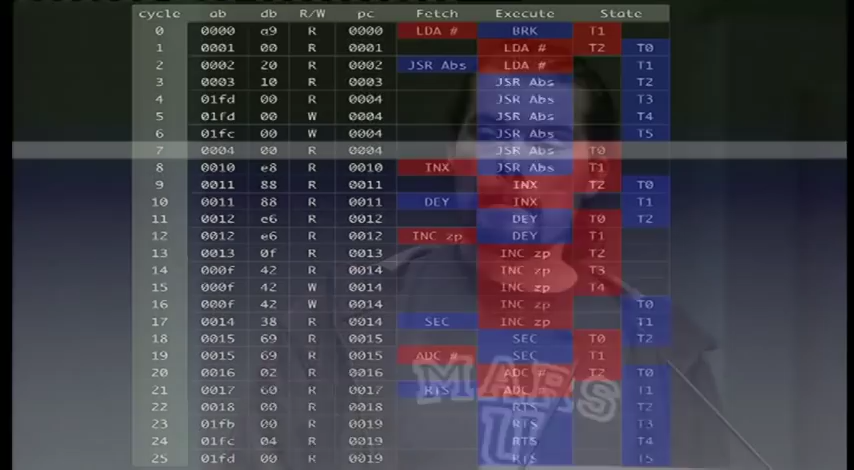 cycle ab db R/W pc Fetch Execute State
0 0000 a9 R 0000 LDA # BRK T1
1 0001 00 R 0001 LDA # T2 T0
2 0002 20 R 0002 JSR Abs LDA # T1
3 0003 10 R 0003 JSR Abs T2
4 01fd 00 R 0004 JSR Abs T3
5 01fd 00 W 0004 JSR Abs T4
6 01fc 00 W 0004 JSR Abs T5
7 0004 00 R 0004 JSR Abs T0
8 0010 e8 R 0010 INX JSR Abs T1
9 0011 88 R 0011 INX T2 T0
10 0011 88 R 0011 DEY INX T1
11 0012 e6 R 0012 DEY T0 T2
12 0012 e6 R 0012 INC zp DEY T1
13 0013 0f R 0013 INC zp T2
14 000f 42 R 0014 INC zp T3
15 000f 42 W 0014 INC zp T4
16 000f 42 W 0014 INC zp T0
17 0014 38 R 0014 SEC INC zp T1
18 0015 69 R 0015 SEC T0 T2
19 0015 69 R 0015 ADC # SEC T1
20 0016 02 R 0016 ADC # T2 T0
21 0017 60 R 0017 RTS ADC # T1
22 0018 00 R 0018 RTS T2
23 01fb 00 R 0019 RTS T3
24 01fc 04 R 0019 RTS T4
25 01fd 00 R 0019 RTS T5
MARS
U